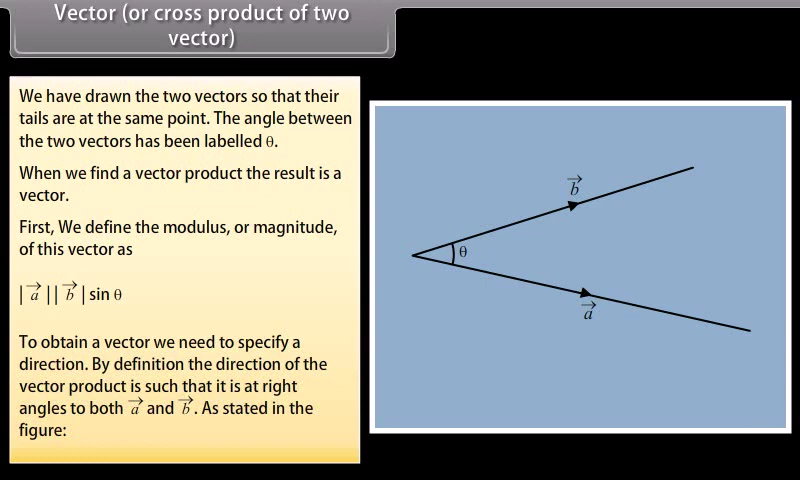 Vector (or cross product of two
vector)
We have drawn the two vectors so that their
tails are at the same point. The angle between
the two vectors has been labelled θ.
When we find a vector product the result is a
vector.
First, We define the modulus, or magnitude,
of this vector as
|a⃗||b⃗| sin θ
To obtain a vector we need to specify a
direction. By definition the direction of the
vector product is such that it is at right
angles to both a⃗ and b⃗. As stated in the
figure:
b⃗
θ
a⃗